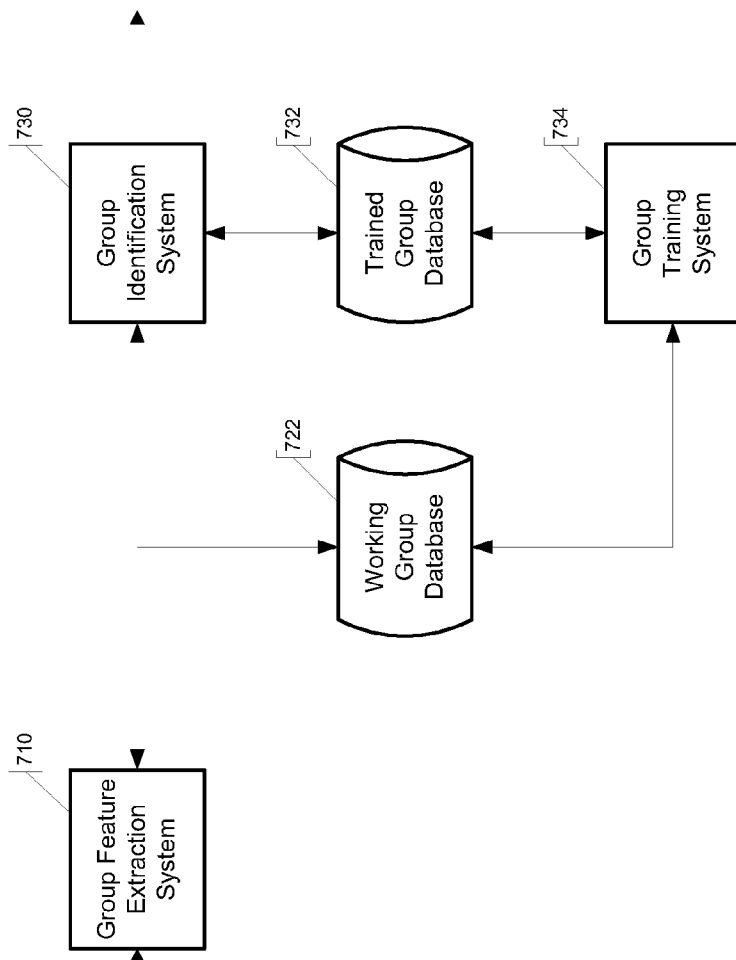 710
Group Feature
Extraction
System
722
Working
Group
Database
730
Group
Identification
System
732
Trained
Group
Database
734
Group
Training
System